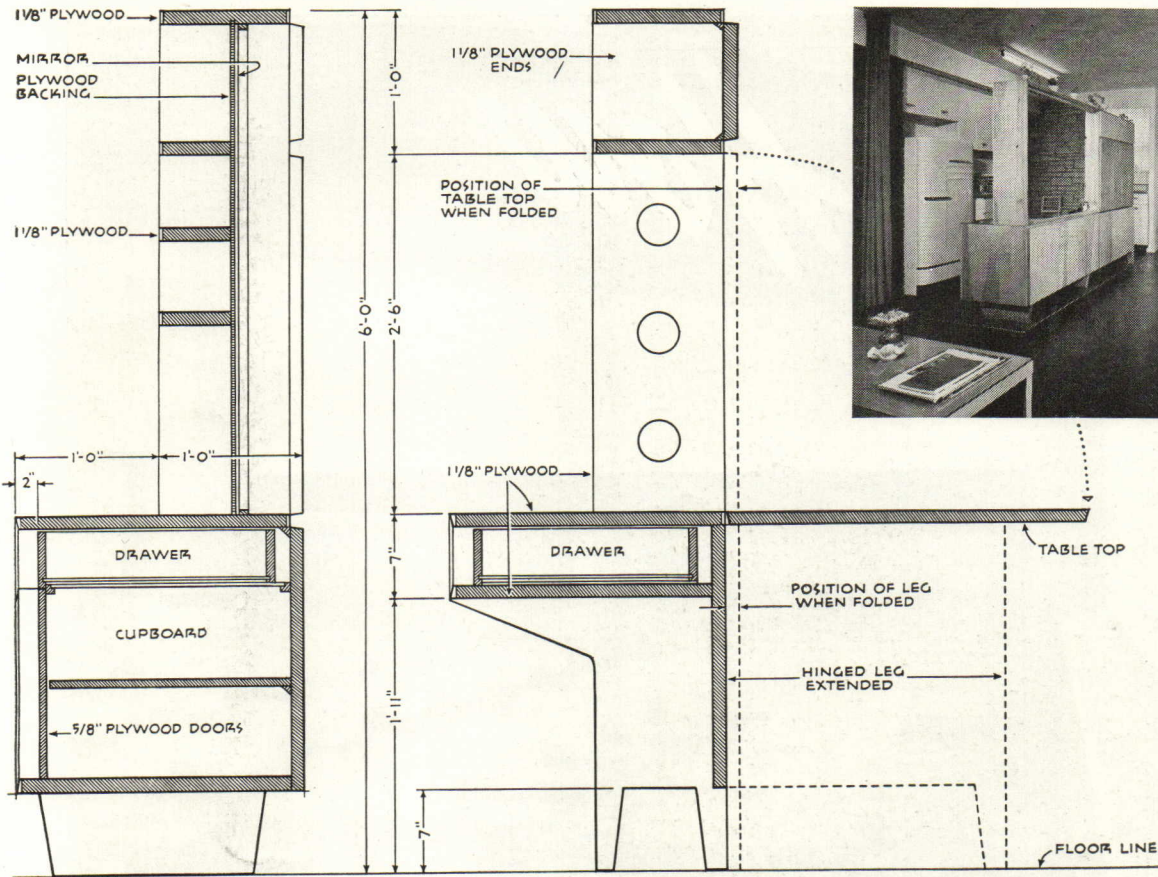 1 1/8" PLYWOOD
MIRROR
PLYWOOD
BACKING
1 1/8" PLYWOOD
1'-0"
1'-0"
2"
DRAWER
CUPBOARD
5/8" PLYWOOD DOORS
6'-0"
1'-0"
2'-6"
7"
1'-11"
7"
1 1/8" PLYWOOD
ENDS
POSITION OF
TABLE TOP
WHEN FOLDED
1 1/8" PLYWOOD
DRAWER
TABLE TOP
POSITION OF LEG
WHEN FOLDED
HINGED LEG
EXTENDED
FLOOR LINE